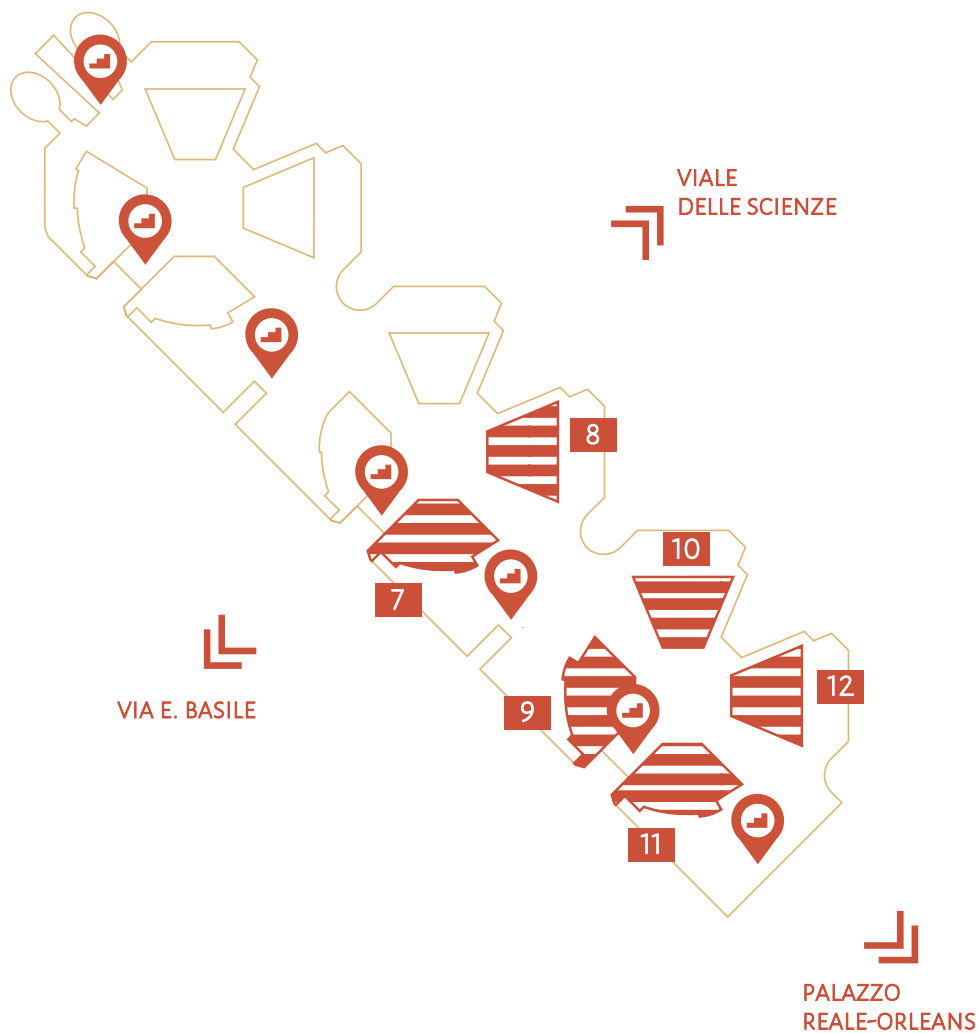 VIALE
DELLE SCIENZE
8
10
7
12
9
VIA E. BASILE
11
PALAZZO
REALE-ORLEANS